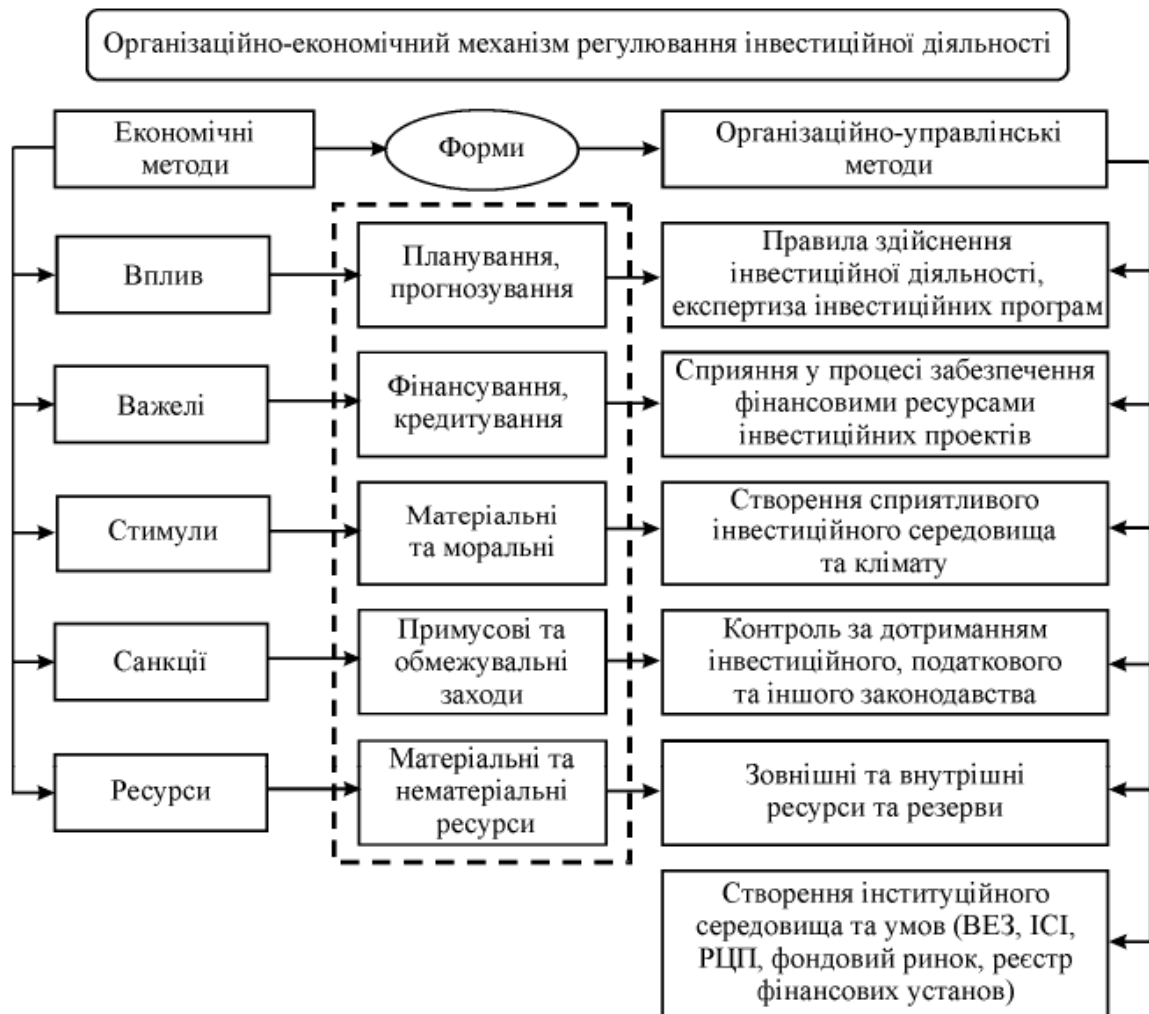 Організаційно-економічний механізм регулювання інвестиційної діяльності
Економічні
методи
Форми
Організаційно-управлінські
методи
Вплив
Планування,
прогнозування
Правила здійснення
інвестиційної діяльності,
експертиза інвестиційних програм
Важелі
Фінансування,
кредитування
Сприяння у процесі забезпечення
фінансовими ресурсами
інвестиційних проектів
Стимули
Матеріальні
та моральні
Створення сприятливого
інвестиційного середовища
та клімату
Санкції
Примусові та
обмежувальні
заходи
Контроль за дотриманням
інвестиційного, податкового
та іншого законодавства
Ресурси
Матеріальні та
нематеріальні
ресурси
Зовнішні та внутрішні
ресурси та резерви
Створення інституційного
середовища та умов (ВЕЗ, ІСІ,
РЦП, фондовий ринок, реєстр
фінансових установ)